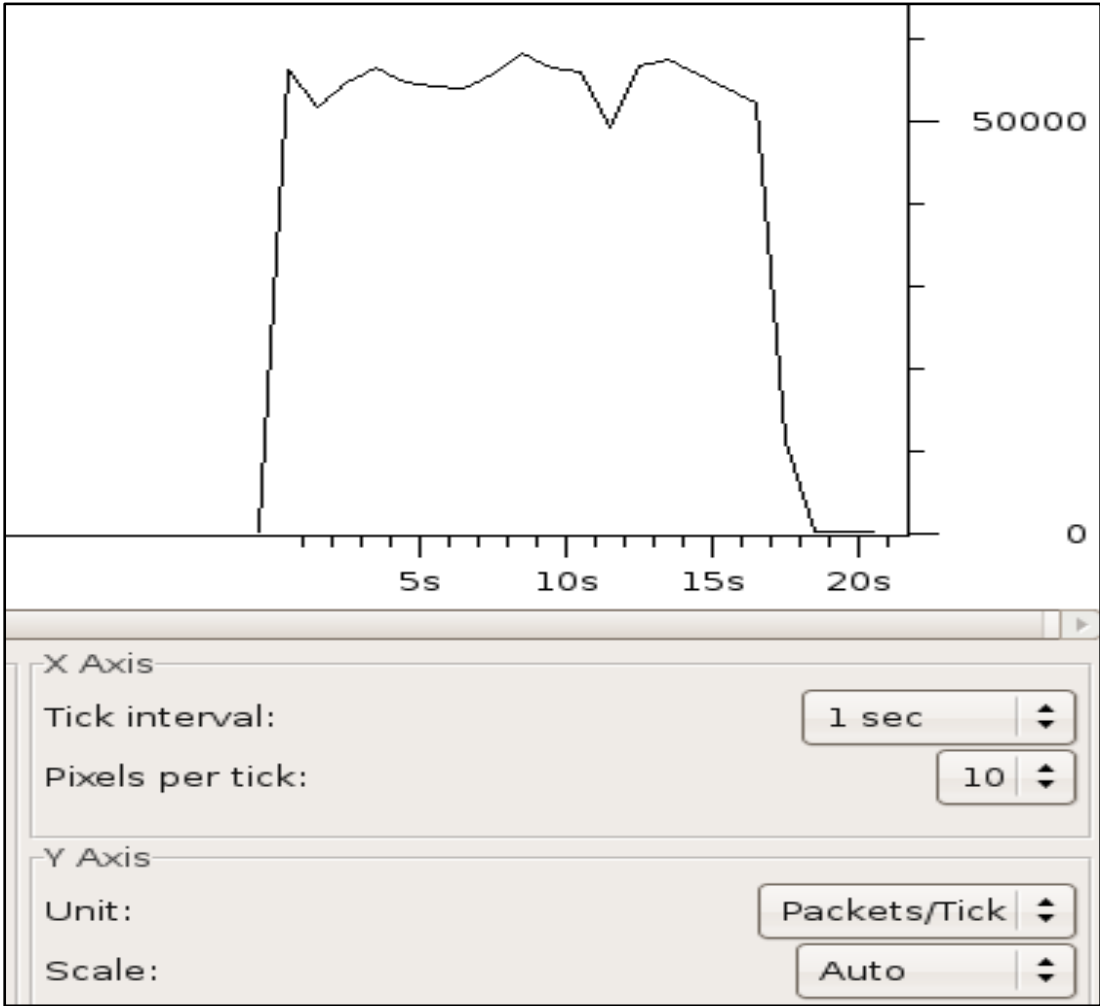 50000
0
5s 10s 15s 20s
X Axis
Tick interval: 1 sec
Pixels per tick: 10
Y Axis
Unit: Packets/Tick
Scale: Auto